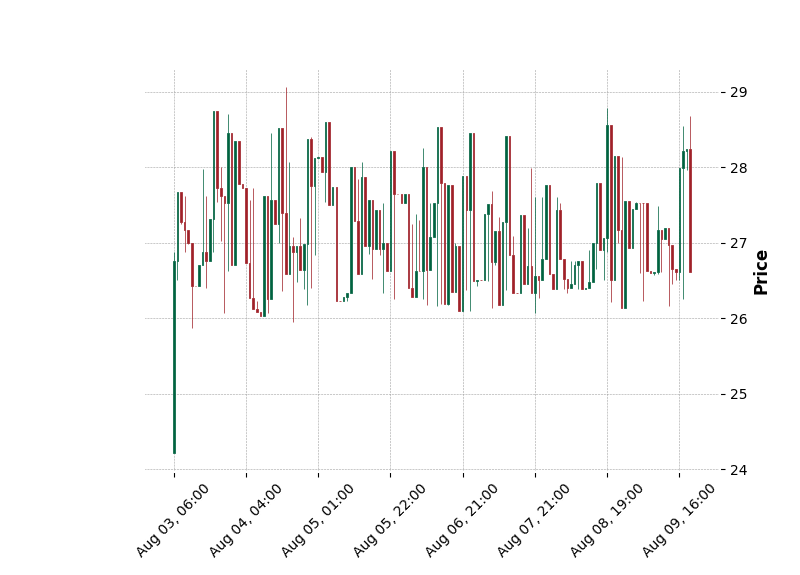 29
28
27
26
25
24
Price
Aug 03, 06:00
Aug 04, 04:00
Aug 05, 01:00
Aug 05, 22:00
Aug 06, 21:00
Aug 07, 21:00
Aug 08, 19:00
Aug 09, 16:00